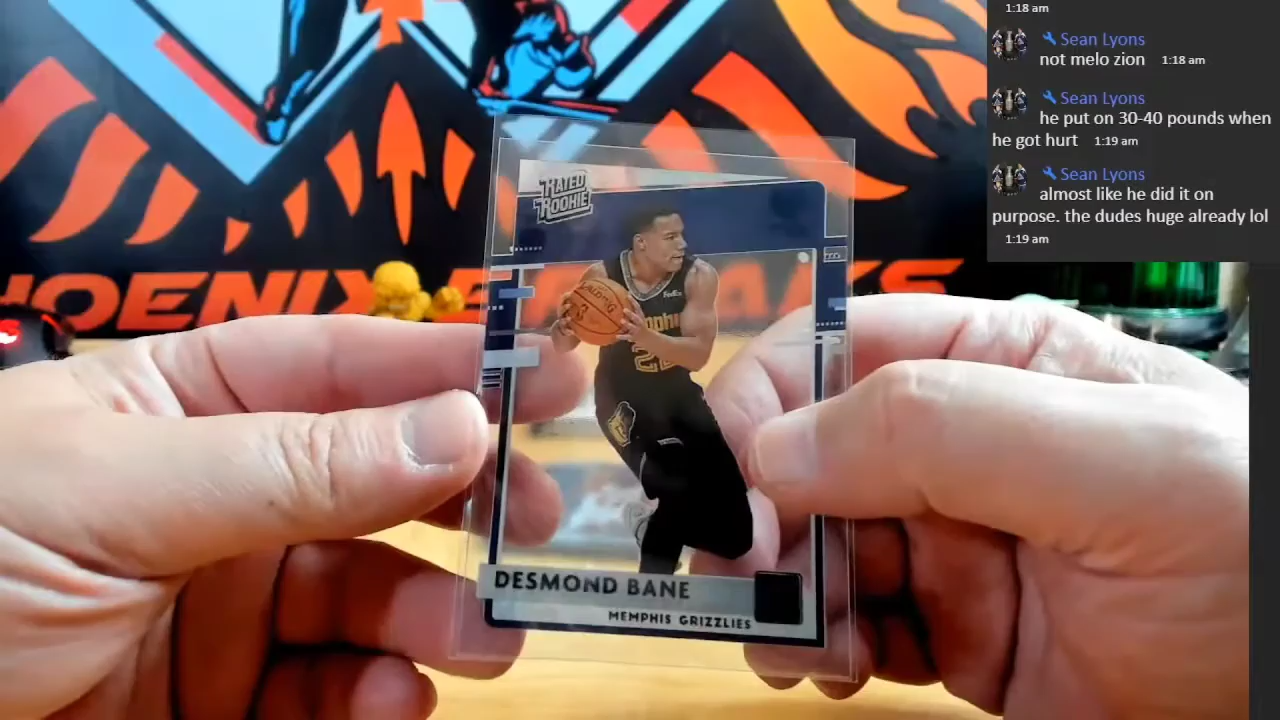 1:18 am
Sean Lyons
not melo zion 1:18 am
Sean Lyons
he put on 30-40 pounds when
he got hurt 1:19 am
Sean Lyons
almost like he did it on
purpose. the dudes huge already lol
1:19 am
RATED
ROOKIE
SPALDING
FedEx
DESMOND BANE
MEMPHIS GRIZZLIES